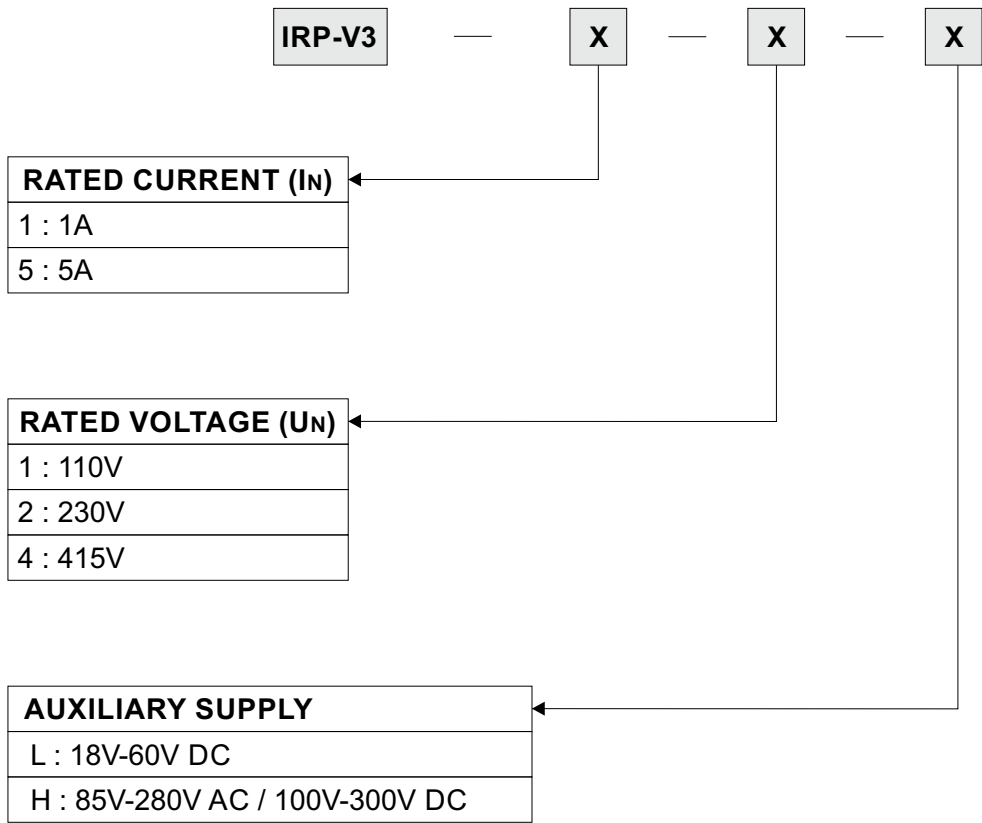 IRP-V3 — X — X — X
RATED CURRENT (IN)
1 : 1A
5 : 5A
RATED VOLTAGE (UN)
1 : 110V
2 : 230V
4 : 415V
AUXILIARY SUPPLY
L : 18V-60V DC
H : 85V-280V AC / 100V-300V DC